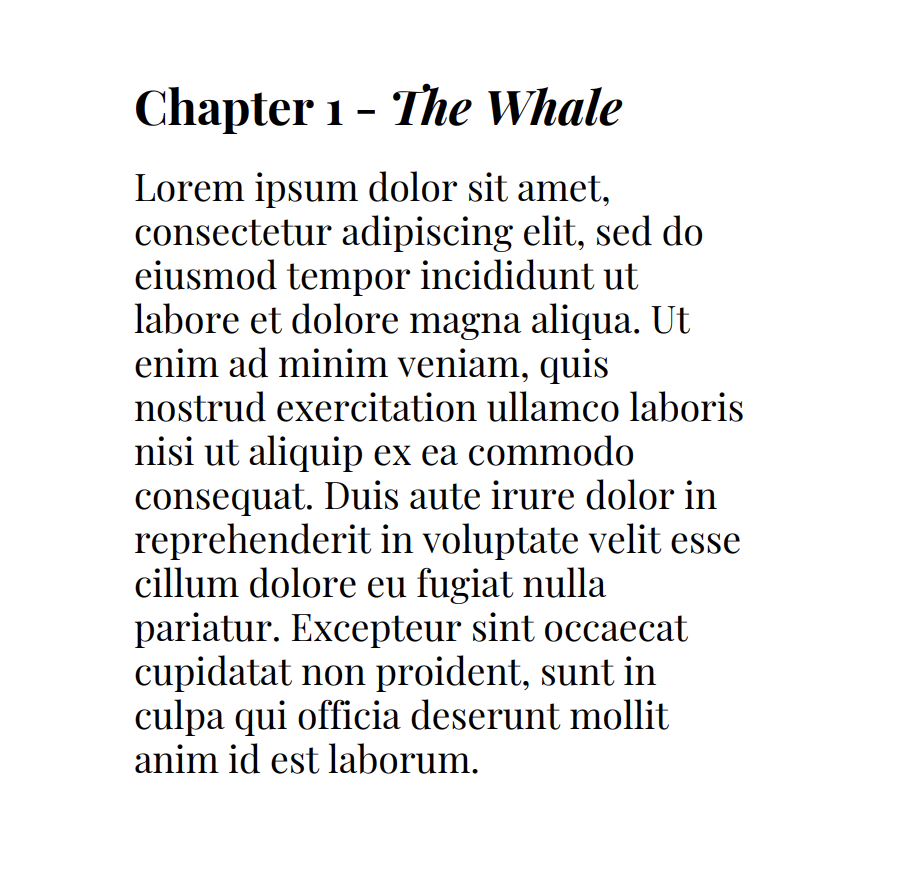 Chapter 1 - The Whale
Lorem ipsum dolor sit amet,
consectetur adipiscing elit, sed do
eiusmod tempor incididunt ut
labore et dolore magna aliqua. Ut
enim ad minim veniam, quis
nostrud exercitation ullamco laboris
nisi ut aliquip ex ea commodo
consequat. Duis aute irure dolor in
reprehenderit in voluptate velit esse
cillum dolore eu fugiat nulla
pariatur. Excepteur sint occaecat
cupidatat non proident, sunt in
culpa qui officia deserunt mollit
anim id est laborum.